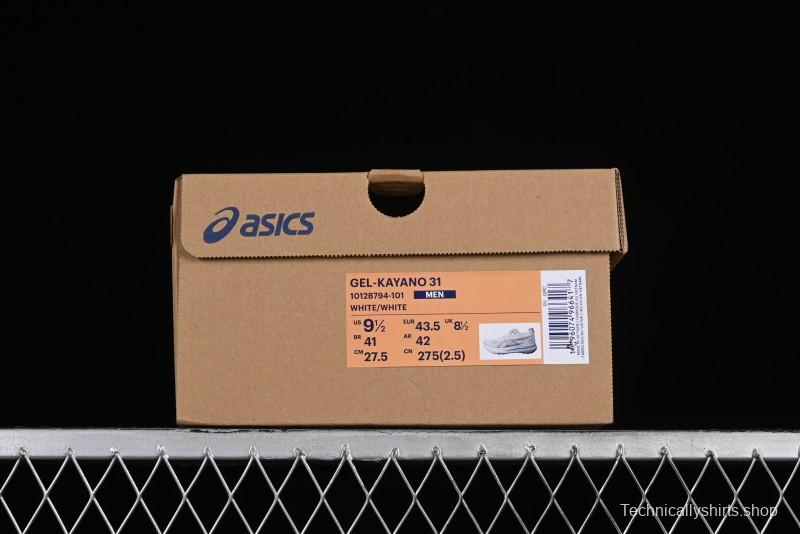 asics
GEL-KAYANO 31
1012B794-101 MEN
WHITE/WHITE
US 9½ EUR 43.5 UK 8½
BR 41 AR 42
CM 27.5 CN 275(2.5)
Technicallyshirts.shop